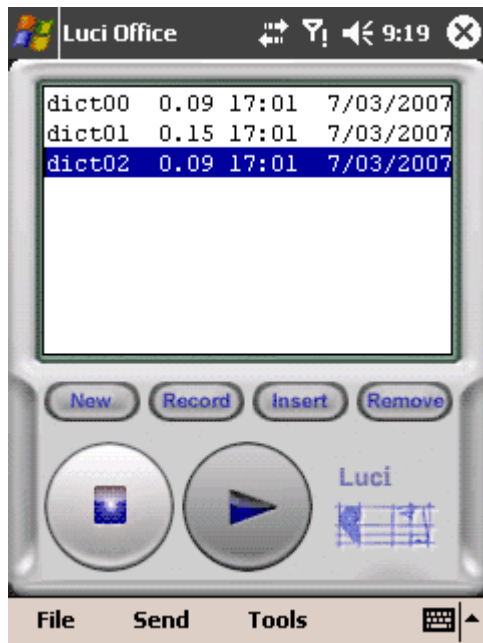 Luci Office 9:19
dict00 0.09 17:01 7/03/2007
dict01 0.15 17:01 7/03/2007
dict02 0.09 17:01 7/03/2007
New Record Insert Remove
Luci
File Send Tools